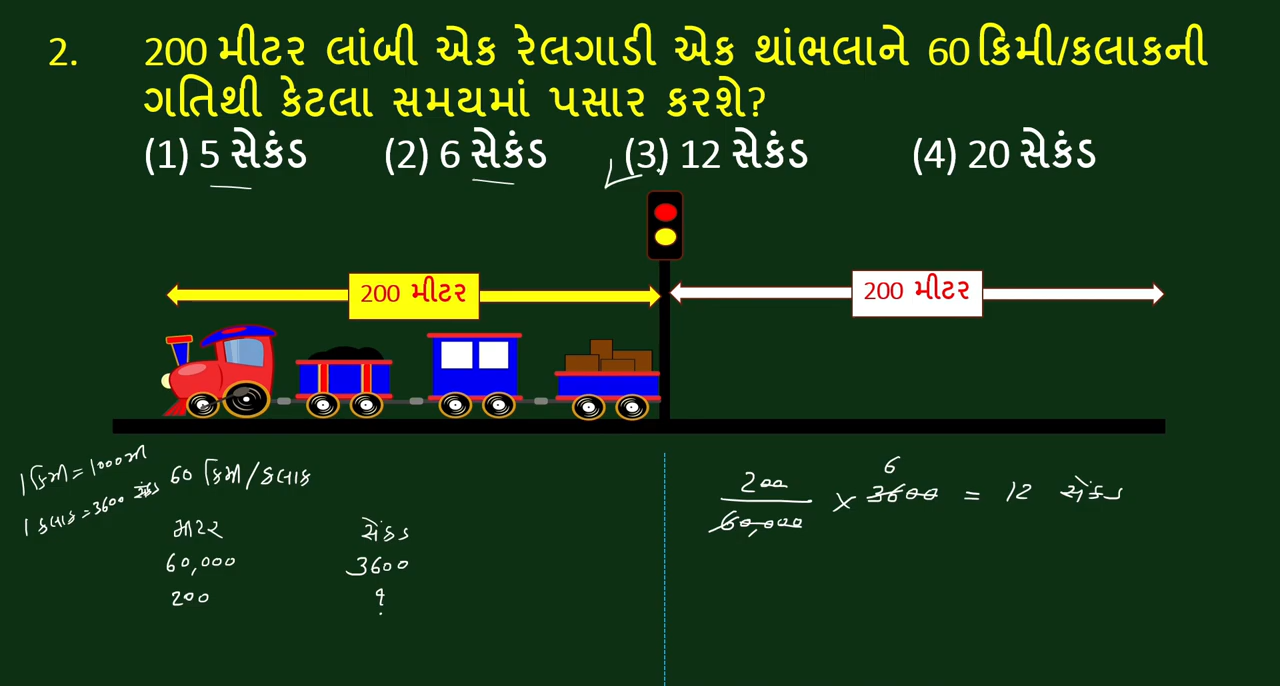 2. 200 મીટર લાંબી એક રેલગાડી એક થાંભલાને 60 કિમી/કલાકની
ગતિથી કેટલા સમયમાં પસાર કરશે?
(1) 5 સેકંડ (2) 6 સેકંડ (3) 12 સેકંડ (4) 20 સેકંડ
200 મીટર 200 મીટર
1 કિમી = 1000 મી
1 કલાક = 3600 સેકંડ
60 કિમી / કલાક
મીટર સેકંડ
60,000 3600
200 ?
6
200
60,000 × 3600 = 12 સેકંડ